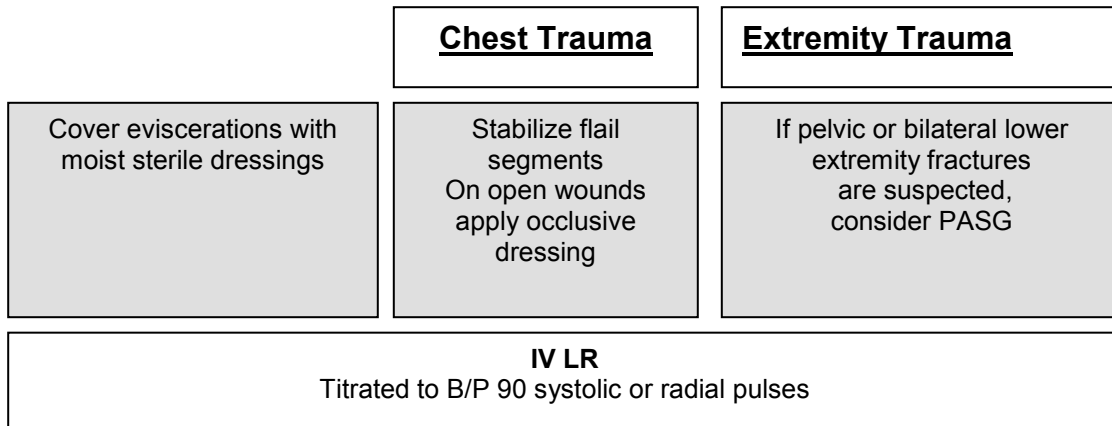 Chest Trauma
Extremity Trauma
Cover eviscerations with
moist sterile dressings
Stabilize flail
segments
On open wounds
apply occlusive
dressing
If pelvic or bilateral lower
extremity fractures
are suspected,
consider PASG
IV LR
Titrated to B/P 90 systolic or radial pulses